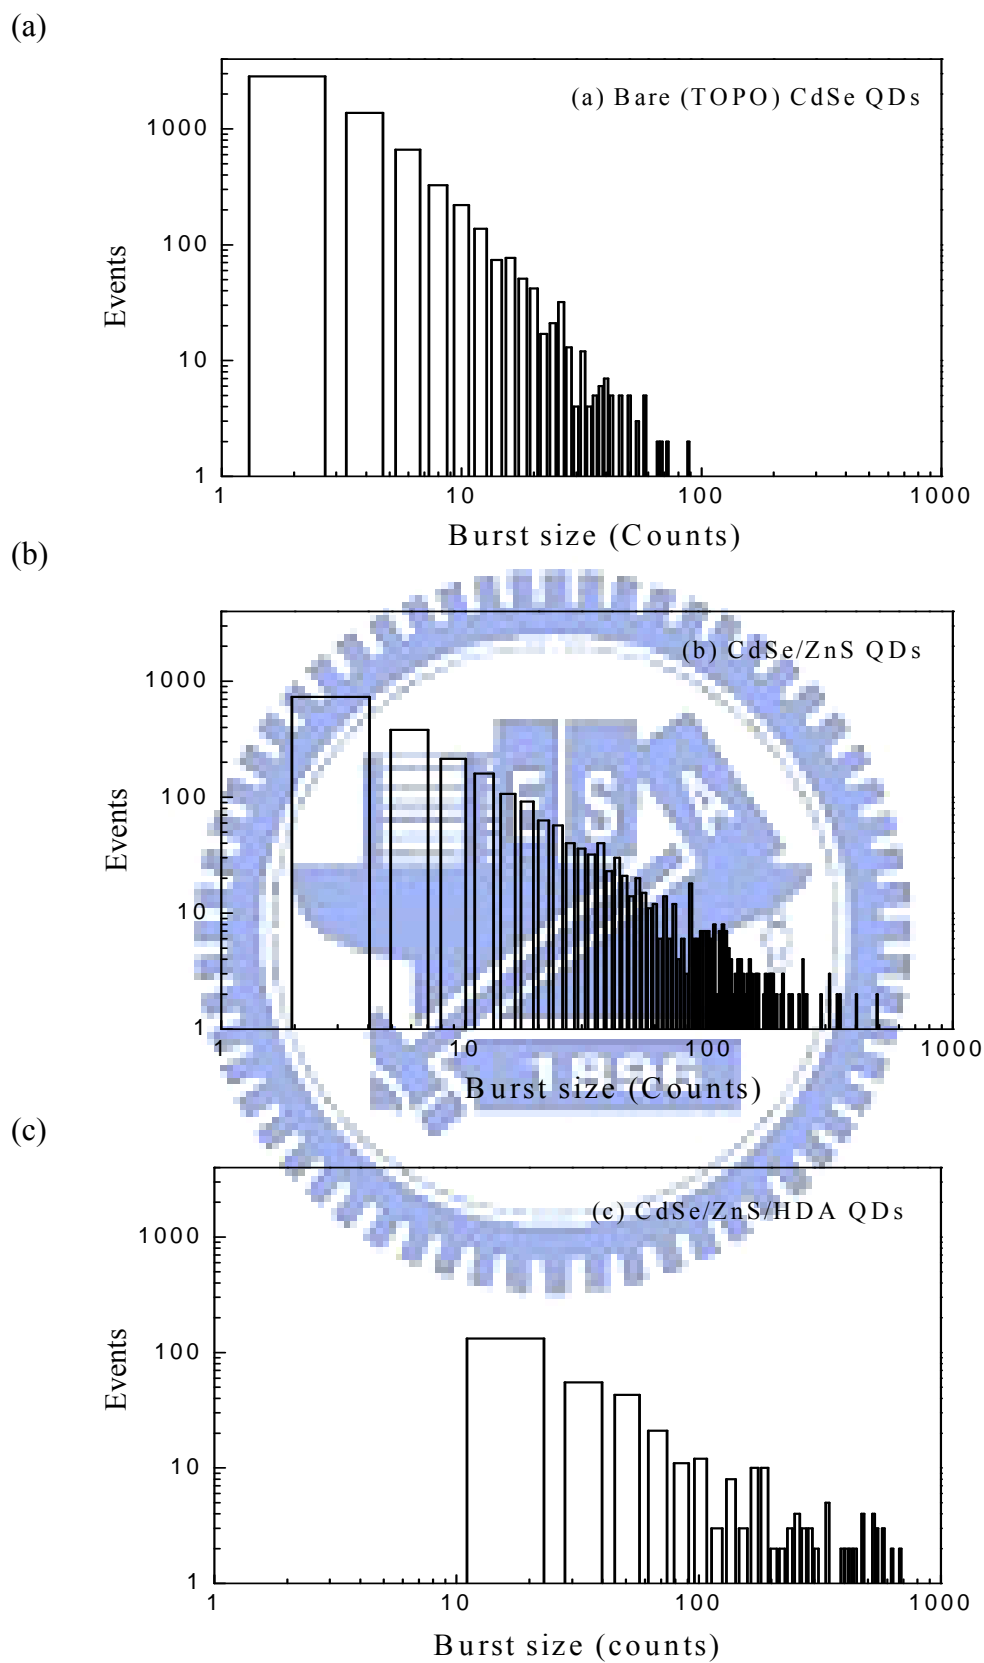 (a)
(a) Bare (TOPO) CdSe QDs
1000
100
10
1
Events
1 10 100 1000
Burst size (Counts)
(b)
(b) CdSe/ZnS QDs
1000
100
10
1
Events
1 10 100 1000
Burst size (Counts)
E S A
1896
(c)
(c) CdSe/ZnS/HDA QDs
1000
100
10
1
Events
1 10 100 1000
Burst size (counts)